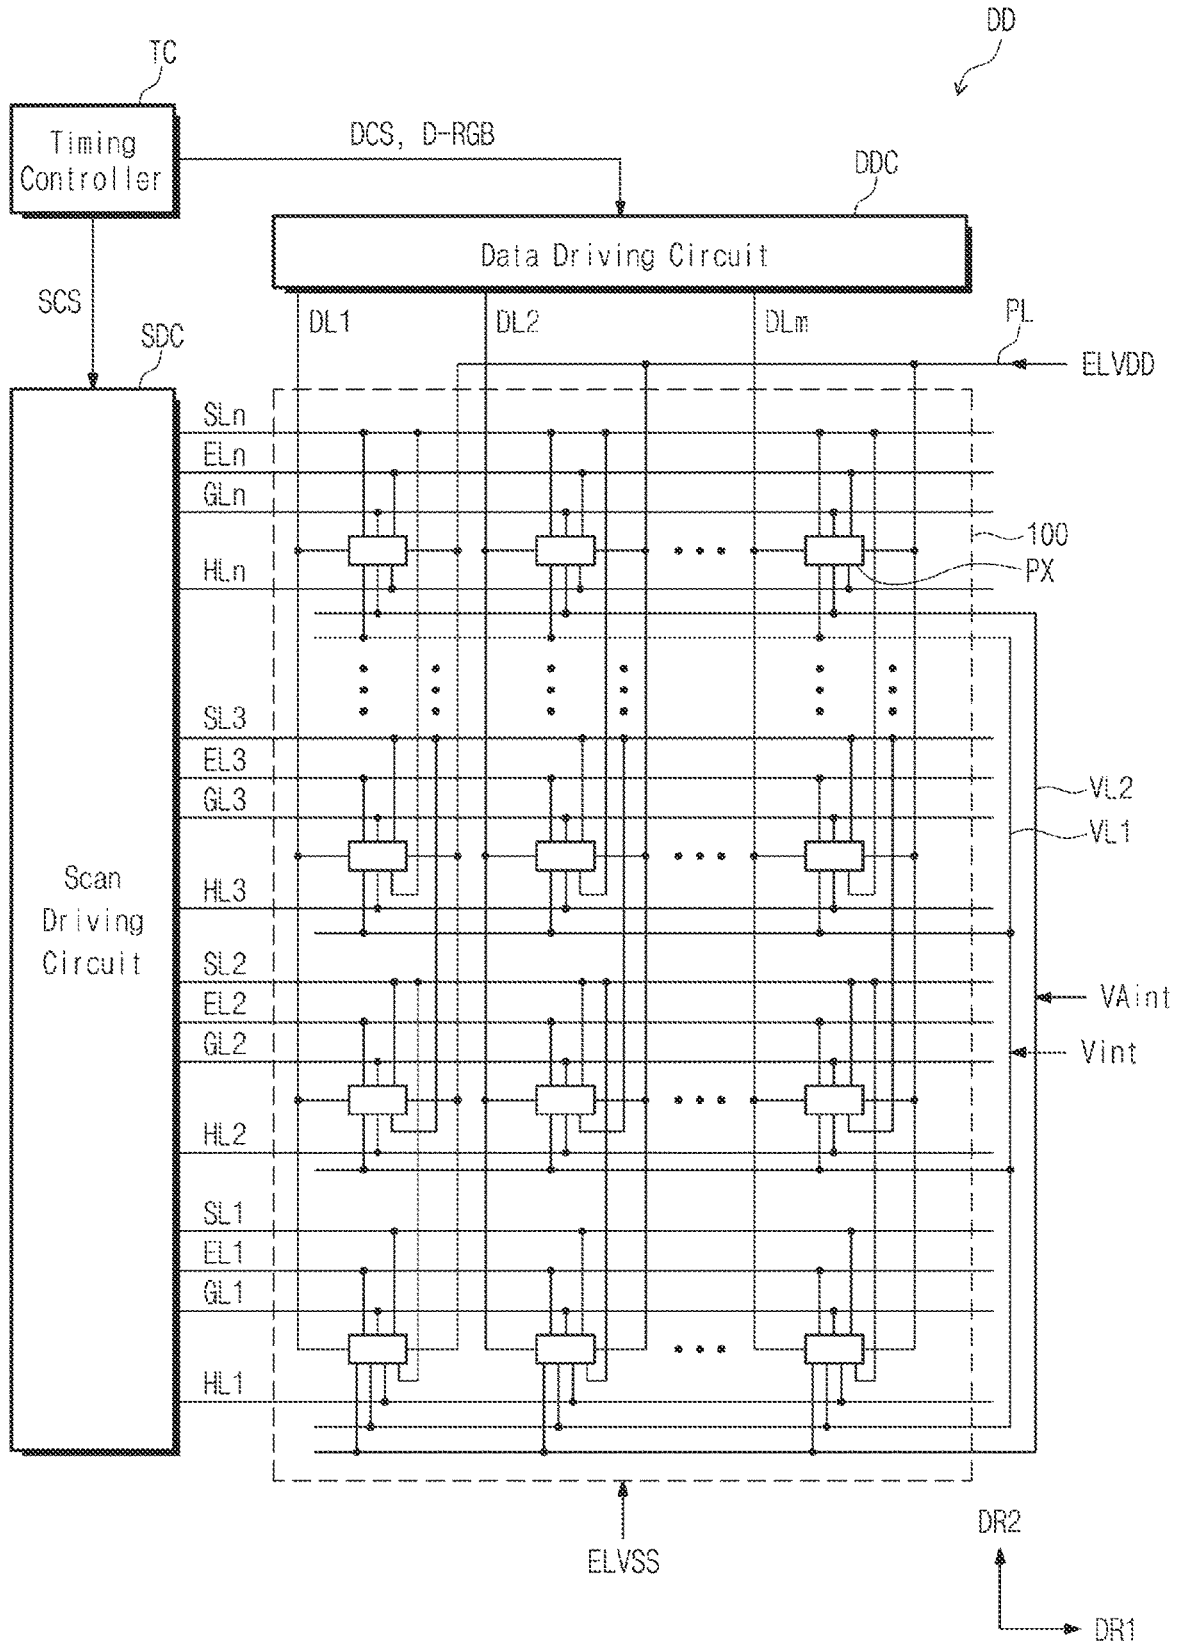 DD
TC
Timing
Controller
DCS, D-RGB
DDC
Data Driving Circuit
SCS
SDC
DL1
DL2
DLm
PL
ELVDD
SLn
ELn
GLn
100
HLn
PX
SL3
EL3
GL3
VL2
VL1
Scan
Driving
Circuit
HL3
SL2
EL2
VAint
GL2
Vint
HL2
SL1
EL1
GL1
HL1
ELVSS
DR2
DR1